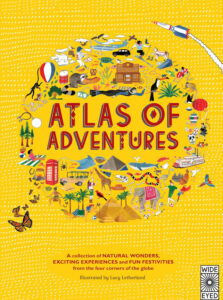 ATLAS OF
ADVENTURES
A collection of NATURAL WONDERS,
EXCITING EXPERIENCES and FUN FESTIVITIES
from the four corners of the globe
Illustrated by Lucy Letherland
WIDE
EYED